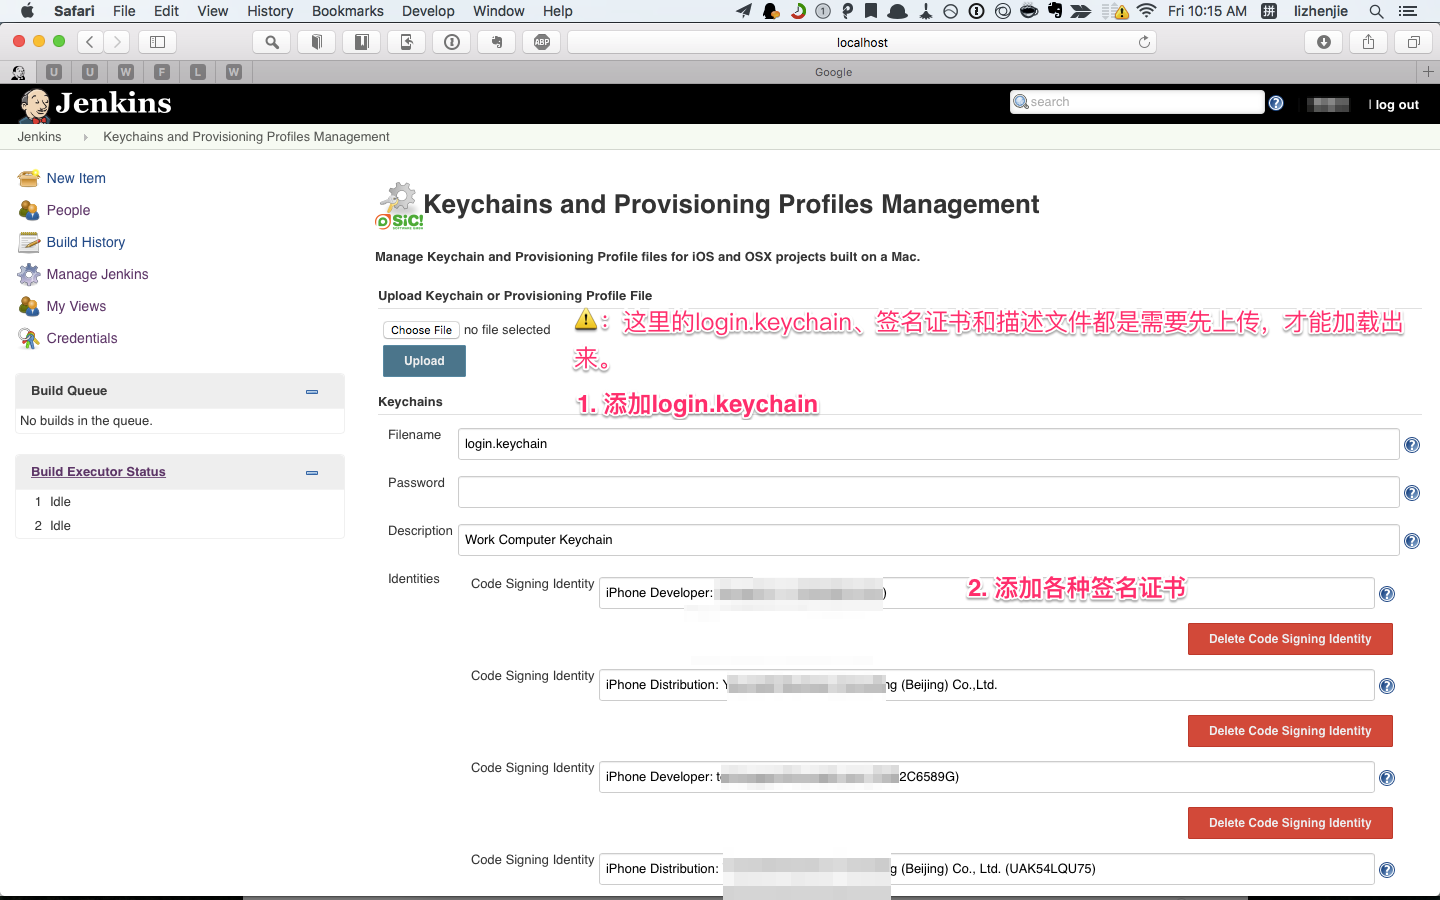 Safari File Edit View History Bookmarks Develop Window Help Fri 10:15 AM 拼 lizhenjie
ABP localhost
U U W F L W Google
Jenkins search | log out
Jenkins Keychains and Provisioning Profiles Management
New Item
People
Build History
Manage Jenkins
My Views
Credentials
Build Queue
No builds in the queue.
Build Executor Status
1 Idle
2 Idle
Keychains and Provisioning Profiles Management
Manage Keychain and Provisioning Profile files for iOS and OSX projects built on a Mac.
Upload Keychain or Provisioning Profile File
Choose File no file selected
Upload
⚠️：这里的login.keychain、签名证书和描述文件都是需要先上传，才能加载出
来。
Keychains
1. 添加login.keychain
Filename login.keychain
Password
Description Work Computer Keychain
Identities Code Signing Identity iPhone Developer: )
2. 添加各种签名证书
Delete Code Signing Identity
Code Signing Identity iPhone Distribution: ng (Beijing) Co.,Ltd.
Delete Code Signing Identity
Code Signing Identity iPhone Developer: 2C6589G)
Delete Code Signing Identity
Code Signing Identity iPhone Distribution: g (Beijing) Co., Ltd. (UAK54LQU75)